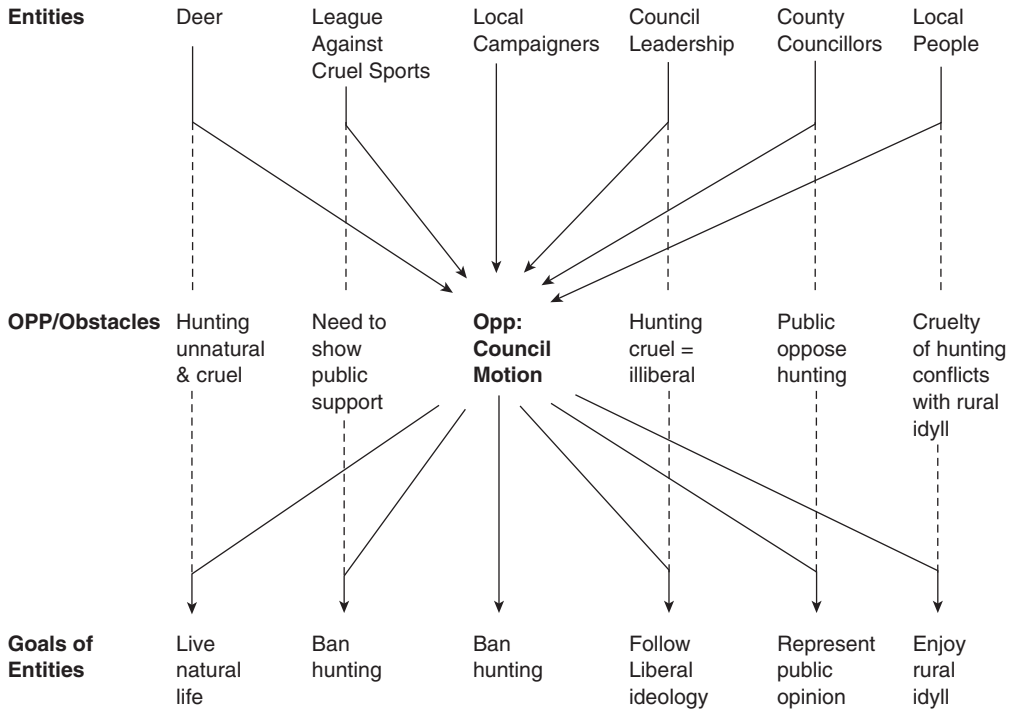 Entities
Deer
League
Against
Cruel Sports
Local
Campaigners
Council
Leadership
County
Councillors
Local
People
OPP/Obstacles
Hunting
unnatural
& cruel
Need to
show
public
support
Opp:
Council
Motion
Hunting
cruel =
illiberal
Public
oppose
hunting
Cruelty
of hunting
conflicts
with rural
idyll
Goals of
Entities
Live
natural
life
Ban
hunting
Ban
hunting
Follow
Liberal
ideology
Represent
public
opinion
Enjoy
rural
idyll